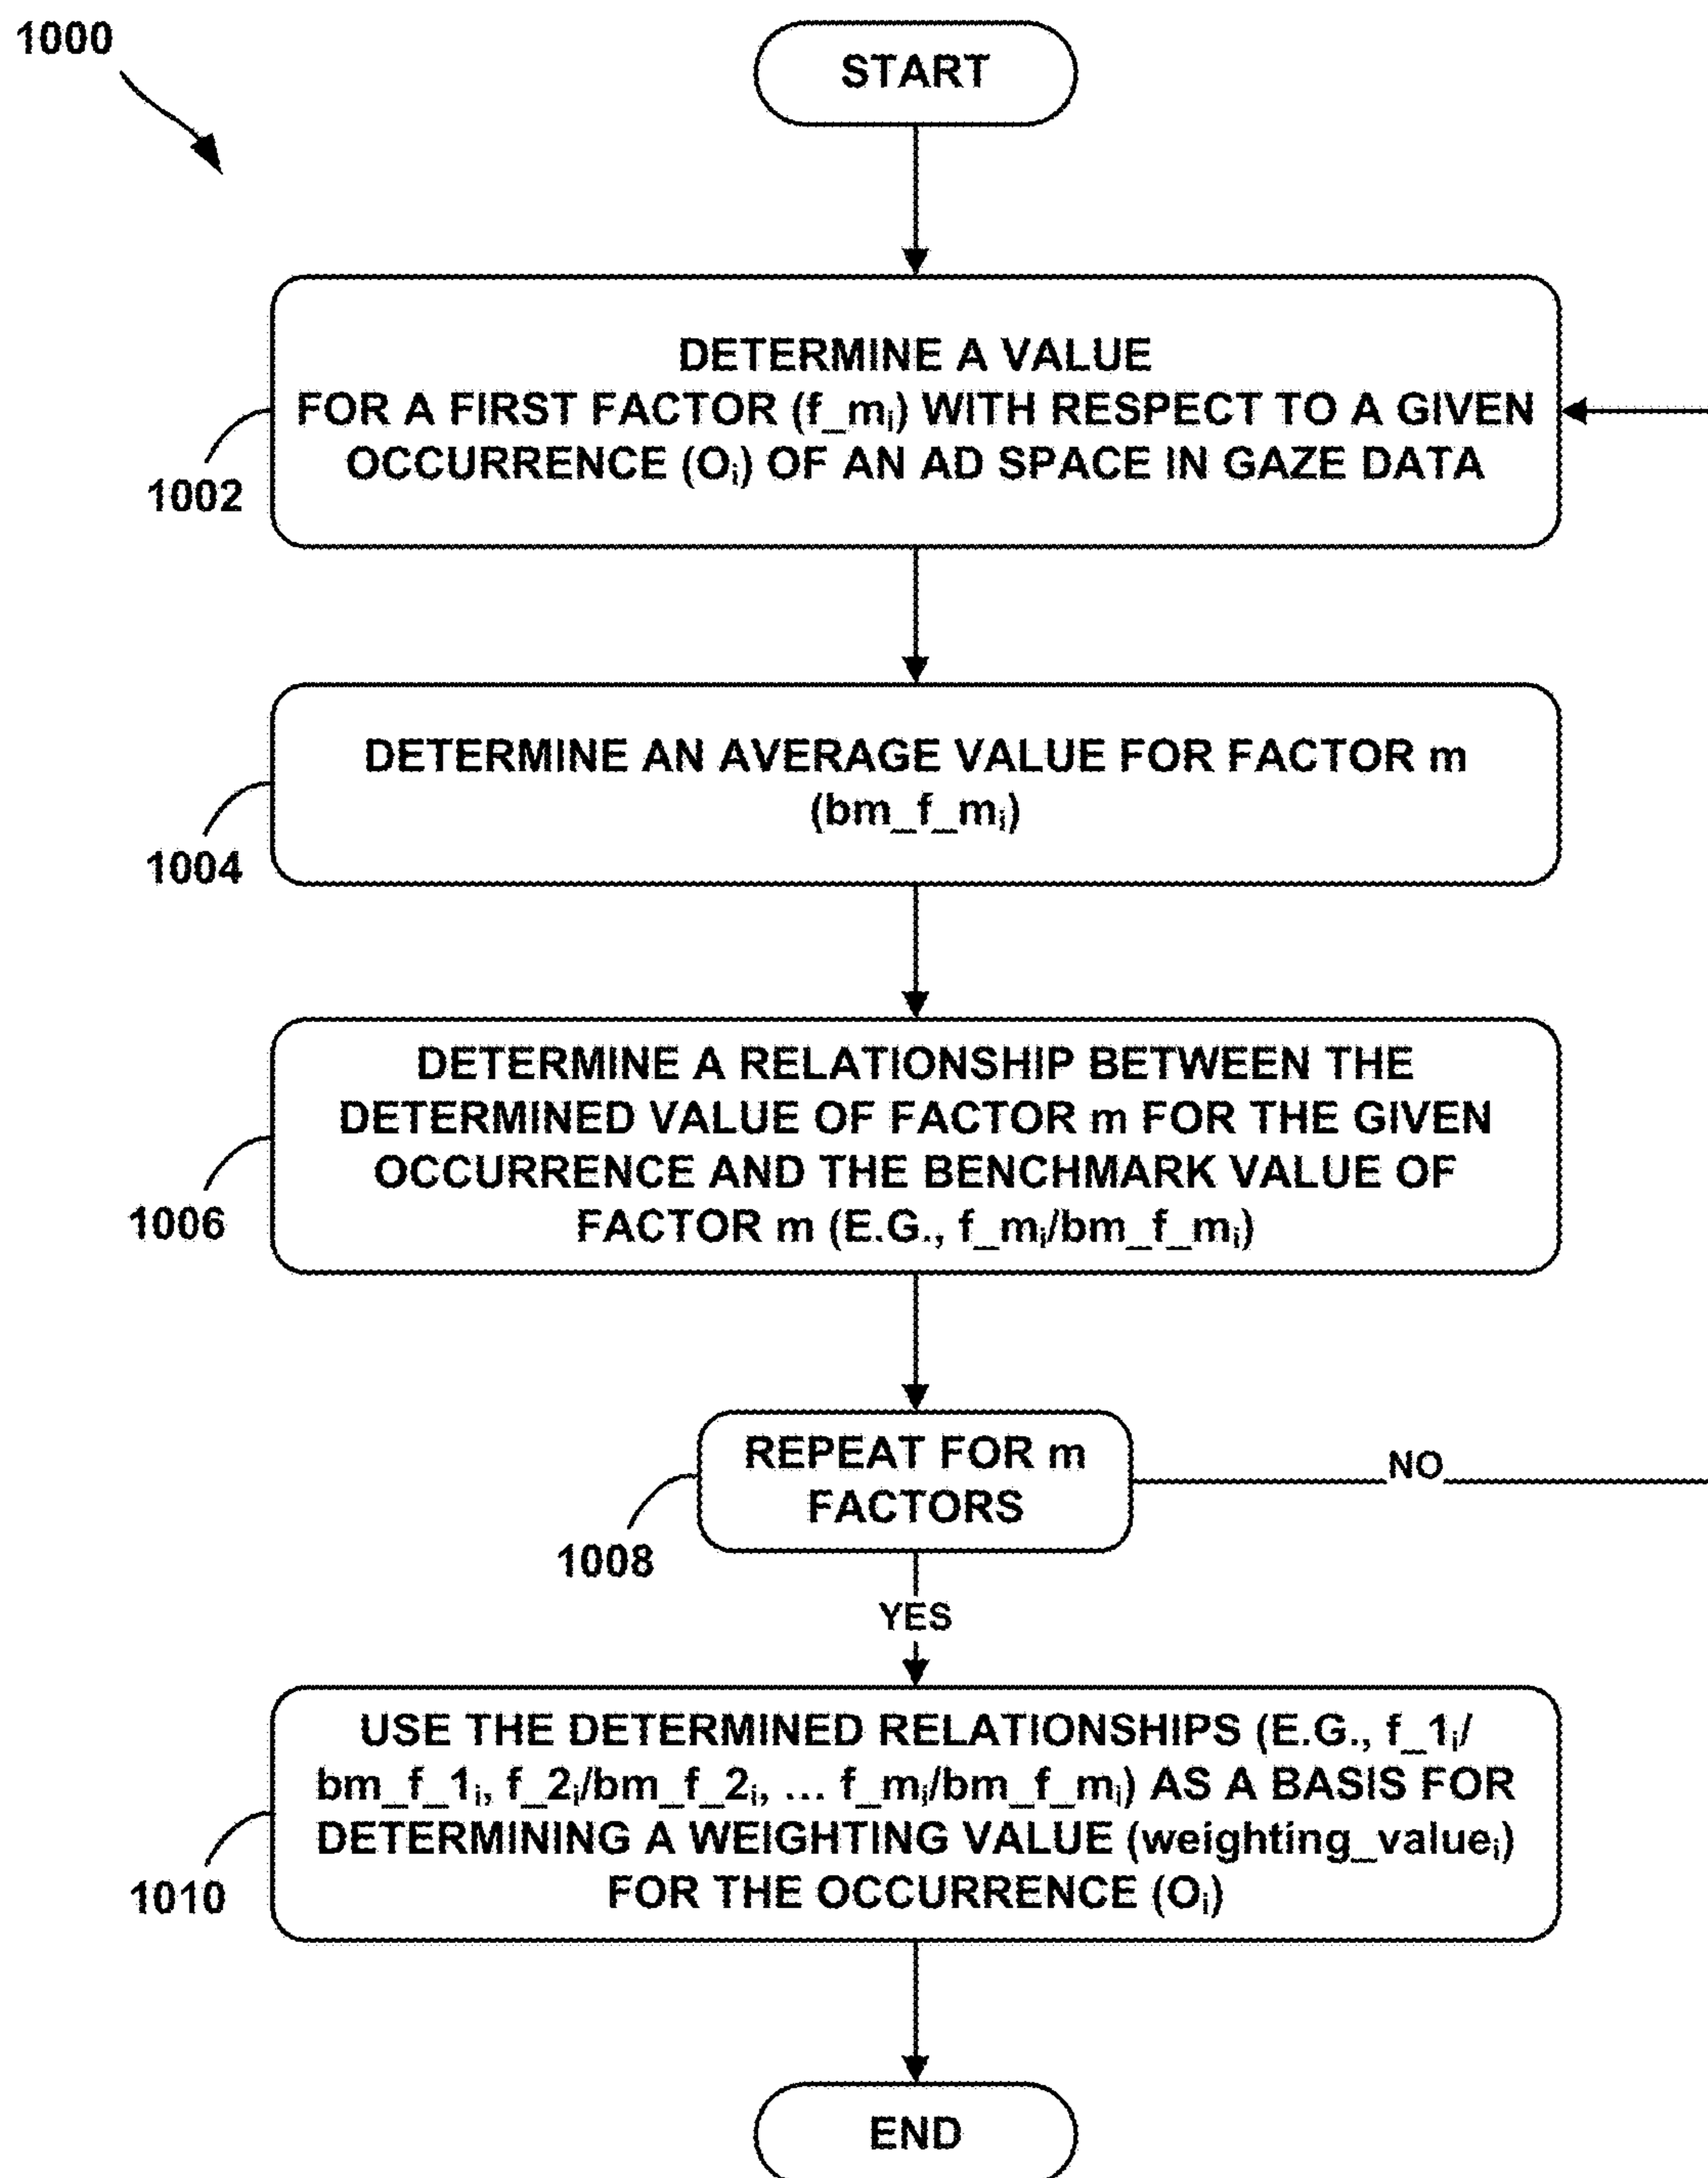 1000
START
DETERMINE A VALUE
FOR A FIRST FACTOR (f_mᵢ) WITH RESPECT TO A GIVEN
OCCURRENCE (Oᵢ) OF AN AD SPACE IN GAZE DATA
1002
DETERMINE AN AVERAGE VALUE FOR FACTOR m
(bm_f_mᵢ)
1004
DETERMINE A RELATIONSHIP BETWEEN THE
DETERMINED VALUE OF FACTOR m FOR THE GIVEN
OCCURRENCE AND THE BENCHMARK VALUE OF
FACTOR m (E.G., f_mᵢ/bm_f_mᵢ)
1006
REPEAT FOR m
FACTORS
NO
1008
YES
USE THE DETERMINED RELATIONSHIPS (E.G., f_1ᵢ/
bm_f_1ᵢ, f_2ᵢ/bm_f_2ᵢ, ... f_mᵢ/bm_f_mᵢ) AS A BASIS FOR
DETERMINING A WEIGHTING VALUE (weighting_valueᵢ)
FOR THE OCCURRENCE (Oᵢ)
1010
END